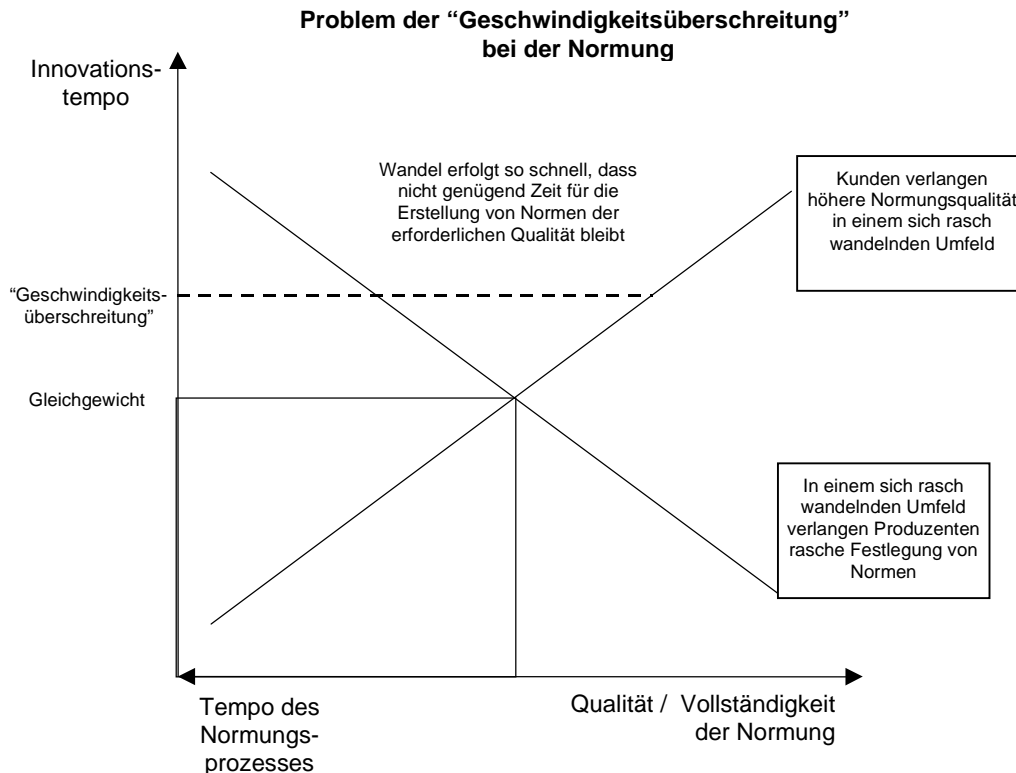 Problem der “Geschwindigkeitsüberschreitung”
bei der Normung
Innovations-
tempo
Wandel erfolgt so schnell, dass
nicht genügend Zeit für die
Erstellung von Normen der
erforderlichen Qualität bleibt
Kunden verlangen
höhere Normungsqualität
in einem sich rasch
wandelnden Umfeld
“Geschwindigkeits-
überschreitung”
Gleichgewicht
In einem sich rasch
wandelnden Umfeld
verlangen Produzenten
rasche Festlegung von
Normen
Tempo des
Normungs-
prozesses
Qualität / Vollständigkeit
der Normung